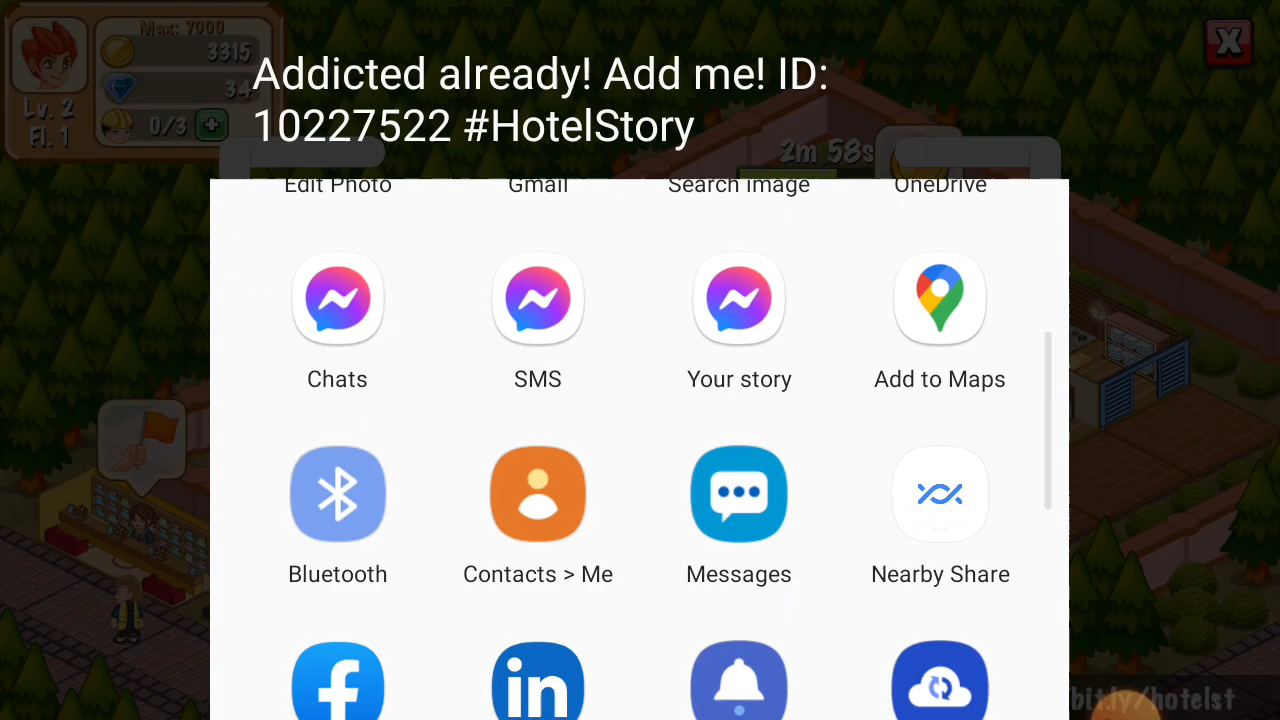 Max: 7000
3315
34
Lv. 2
Fl. 1
0/3
Addicted already! Add me! ID:
10227522 #HotelStory
2m 58s
Edit Photo
Gmail
Search Image
OneDrive
Chats
SMS
Your story
Add to Maps
Bluetooth
Contacts > Me
Messages
Nearby Share
bit.ly/hotelst